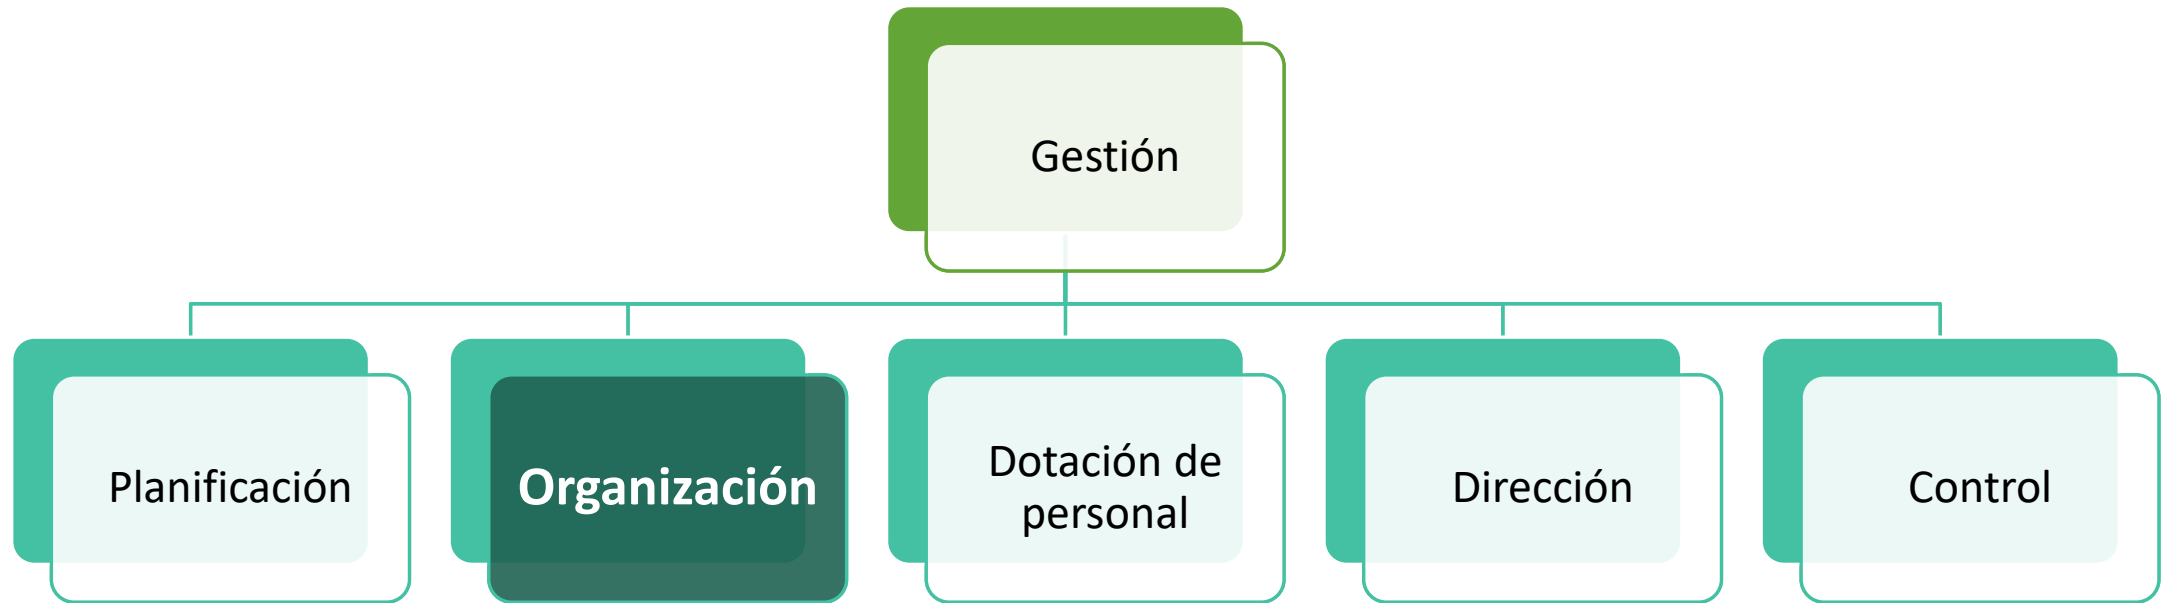 Gestión
Planificación
Organización
Dotación de
personal
Dirección
Control